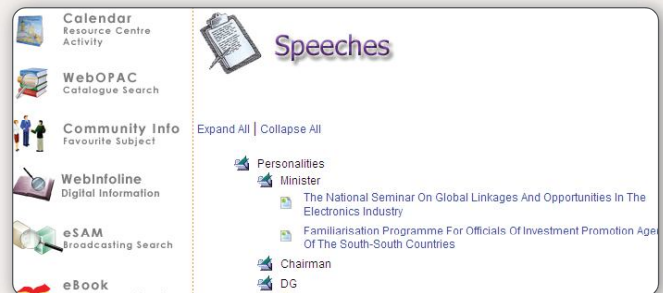 Calendar
Resource Centre
Activity
WebOPAC
Catalogue Search
Community Info
Favourite Subject
WebInfoline
Digital Information
eSAM
Broadcasting Search
eBook
Speeches
Expand All | Collapse All
Personalities
Minister
The National Seminar On Global Linkages And Opportunities In The
Electronics Industry
Familiarisation Programme For Officials Of Investment Promotion Agen
Of The South-South Countries
Chairman
DG